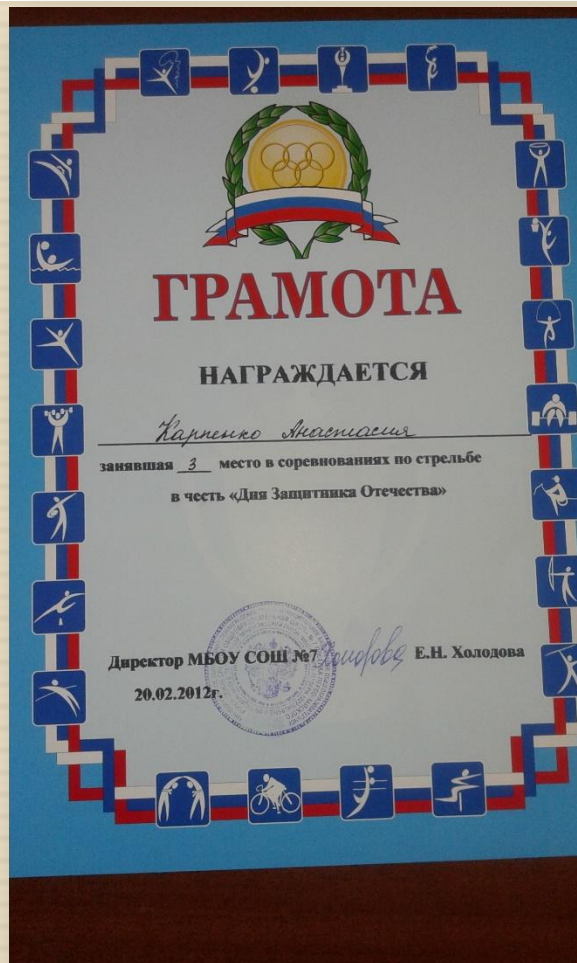 ГРАМОТА
НАГРАЖДАЕТСЯ
Карпенко Анастасия
занявшая 3 место в соревнованиях по стрельбе
в честь «Дня Защитника Отечества»
Директор МБОУ СОШ №7 Е.Н. Холодова
20.02.2012г.